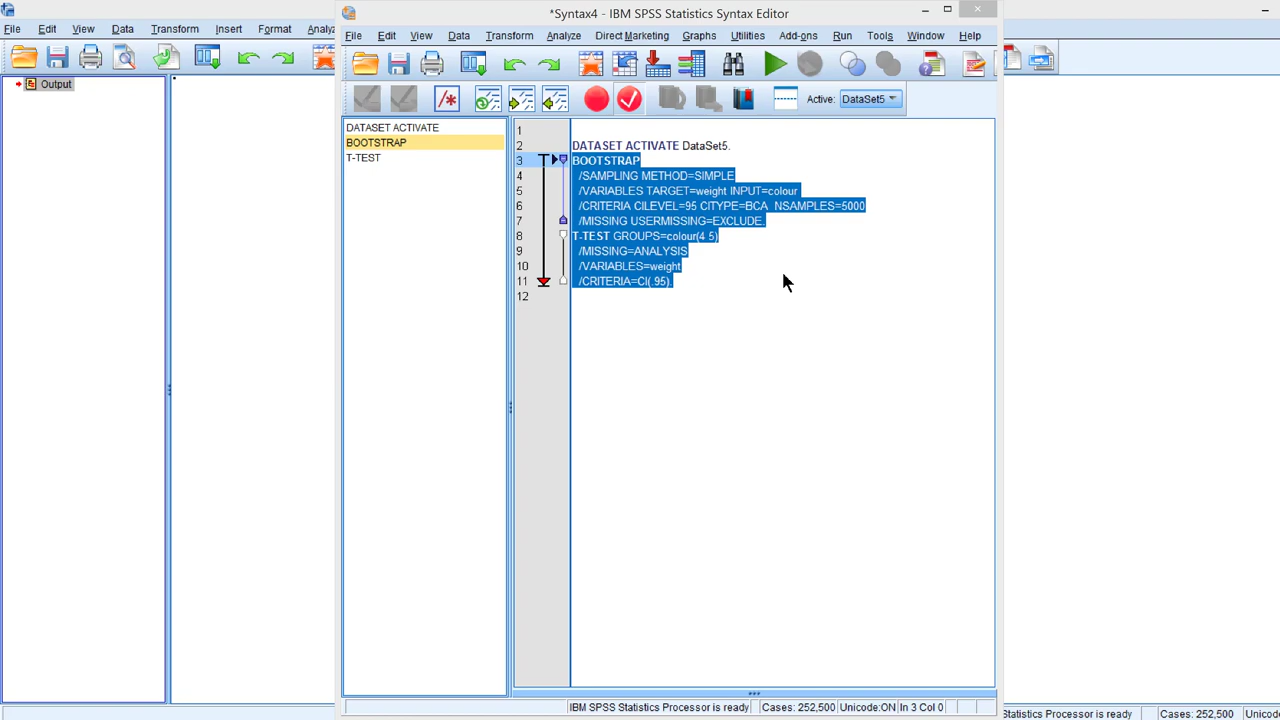 *Syntax4 - IBM SPSS Statistics Syntax Editor
File Edit View Data Transform Insert Format
File Edit View Data Transform Analyze Direct Marketing Graphs Utilities Add-ons Run Tools Window Help
Active: DataSet5
Output
DATASET ACTIVATE
BOOTSTRAP
T-TEST
1
2 DATASET ACTIVATE DataSet5.
3 BOOTSTRAP
4 /SAMPLING METHOD=SIMPLE
5 /VARIABLES TARGET=weight INPUT=colour
6 /CRITERIA CILEVEL=95 CITYPE=BCA NSAMPLES=5000
7 /MISSING USERMISSING=EXCLUDE.
8 T-TEST GROUPS=colour(4 5)
9 /MISSING=ANALYSIS
10 /VARIABLES=weight
11 /CRITERIA=CI(.95).
12
IBM SPSS Statistics Processor is ready Cases: 252,500 Unicode:ON In 3 Col 0
Statistics Processor is ready Cases: 252,500